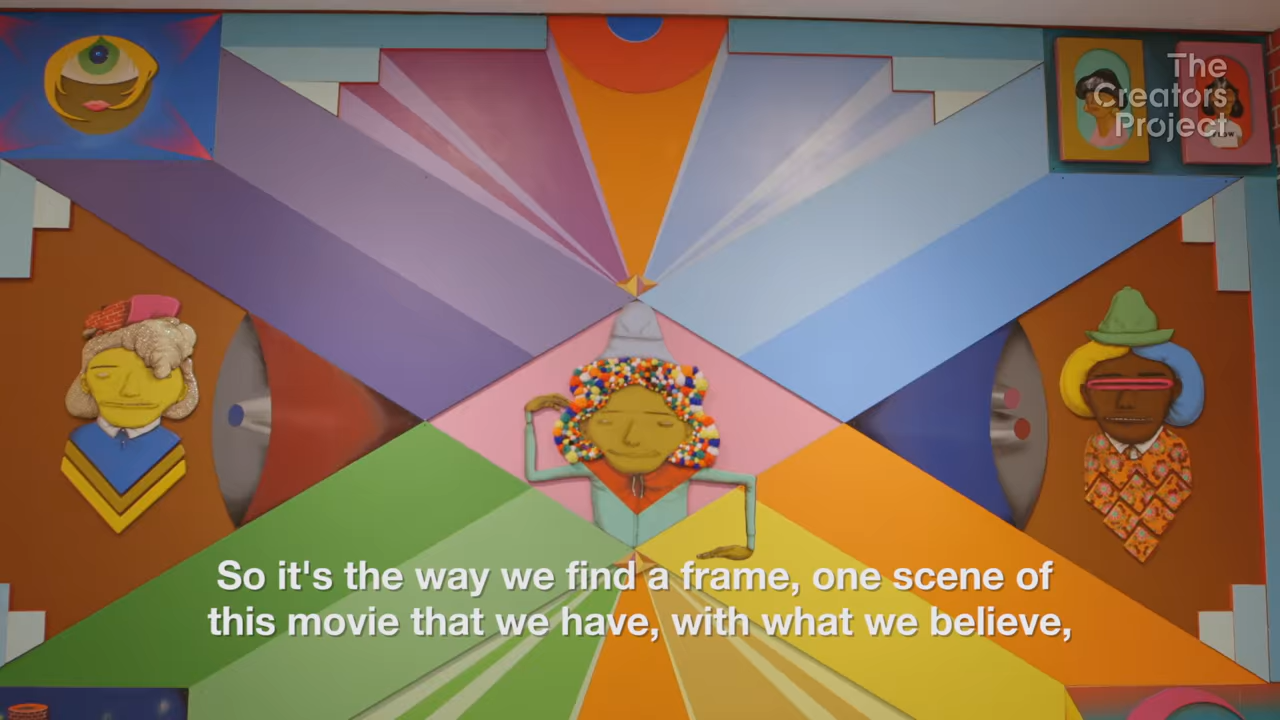 The
Creators
Project
So it's the way we find a frame, one scene of
this movie that we have, with what we believe,